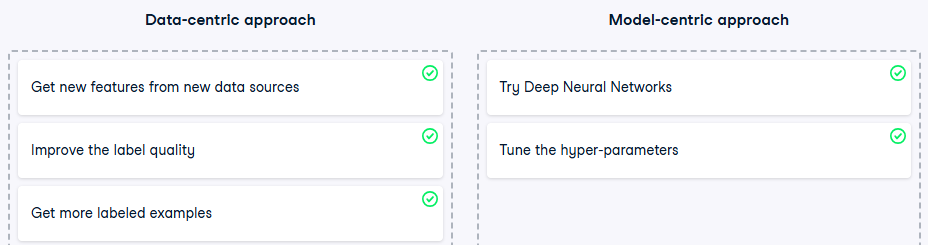 Data-centric approach
Get new features from new data sources
Improve the label quality
Get more labeled examples
Model-centric approach
Try Deep Neural Networks
Tune the hyper-parameters